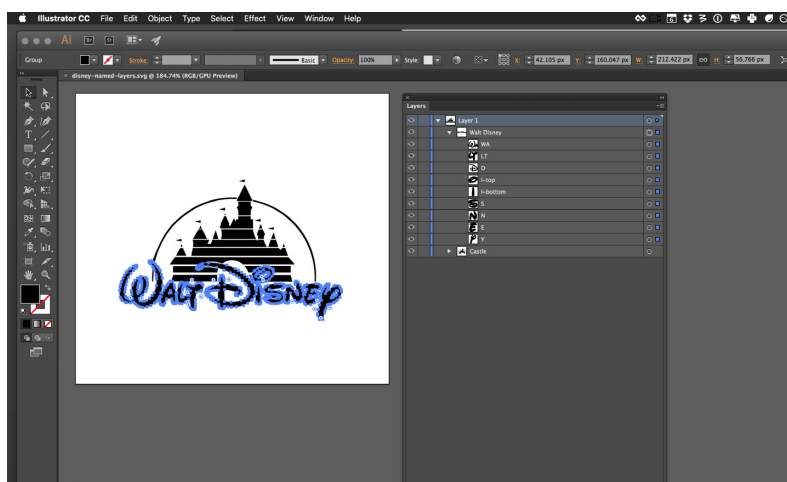 Illustrator CC File Edit Object Type Select Effect View Window Help
Ai Br St
Group Stroke: Basic Opacity: 100% Style: X: 42.105 px Y: 160.047 px W: 212.422 px H: 56.766 px
× disney-named-layers.svg @ 184.74% (RGB/GPU Preview)
Layers
Layer 1
Walt Disney
WA
LT
D
I-top
I-bottom
S
N
E
Y
Castle
WALT DISNEY